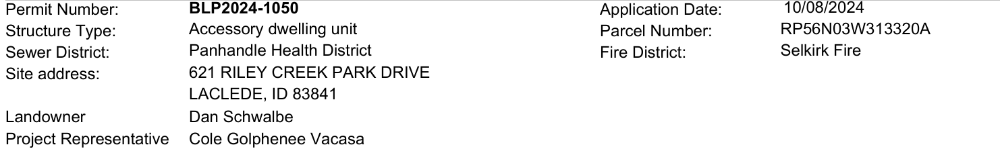 Permit Number: BLP2024-1050 Application Date: 10/08/2024
Structure Type: Accessory dwelling unit Parcel Number: RP56N03W313320A
Sewer District: Panhandle Health District Fire District: Selkirk Fire
Site address: 621 RILEY CREEK PARK DRIVE
LACLEDE, ID 83841
Landowner Dan Schwalbe
Project Representative Cole Golphenee Vacasa